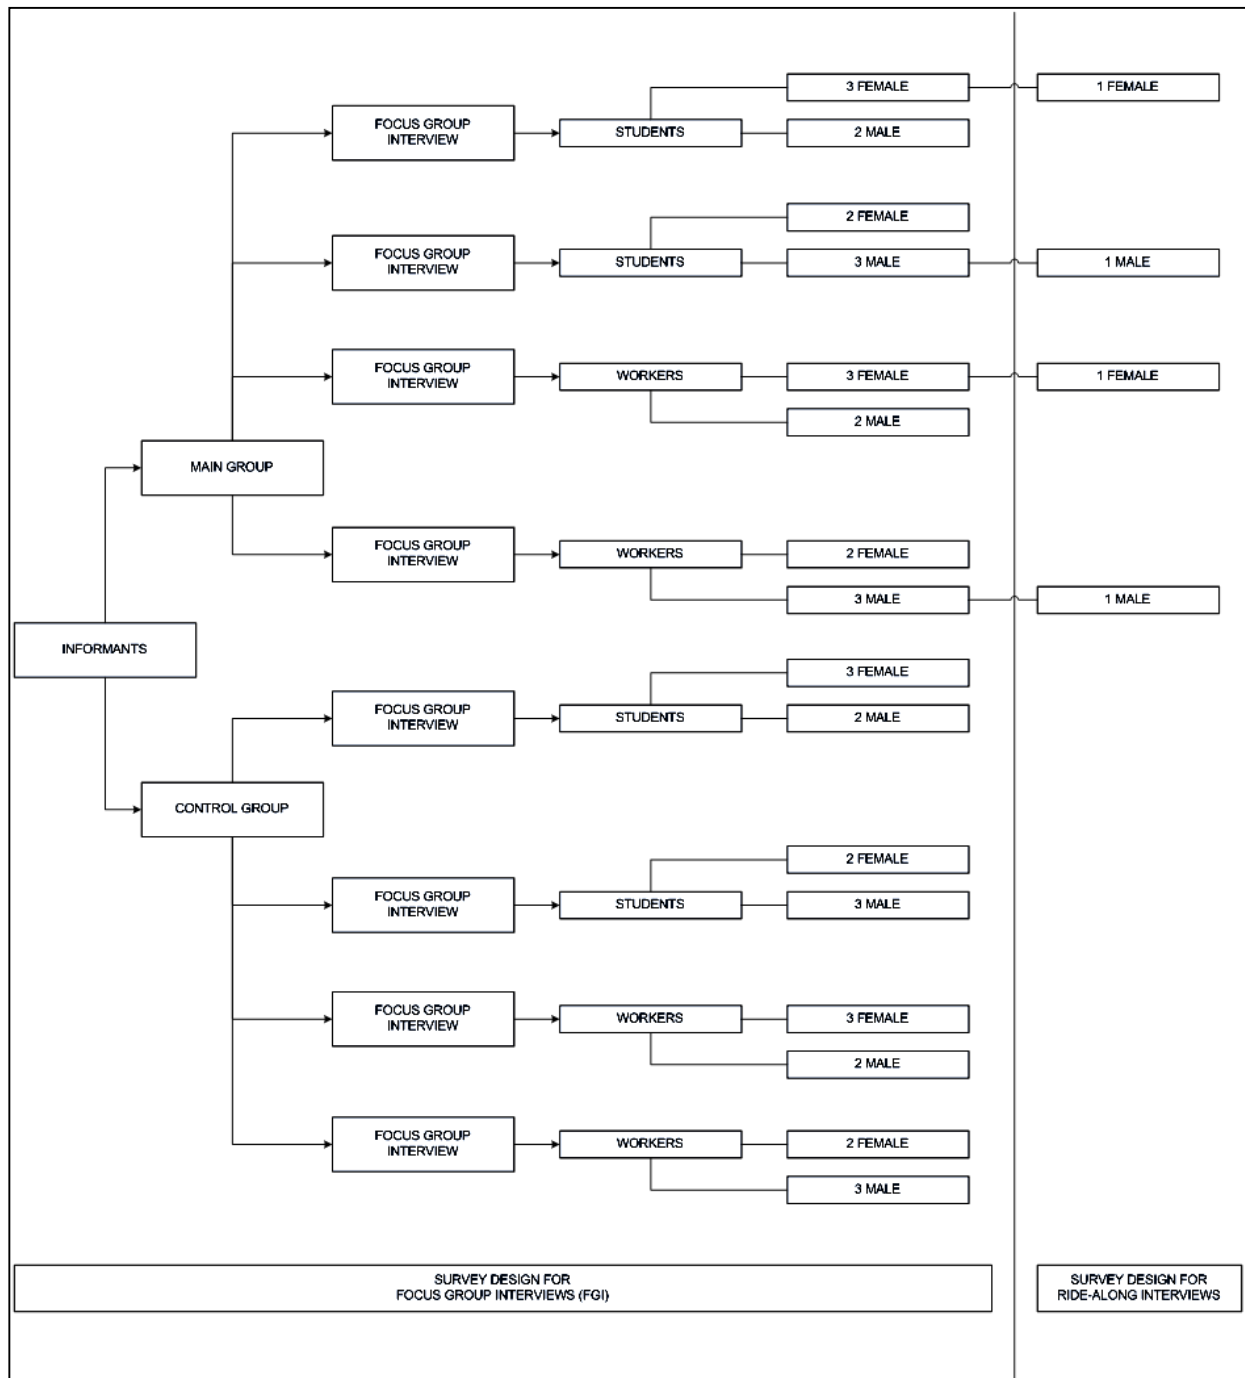 3 FEMALE
1 FEMALE
FOCUS GROUP
INTERVIEW
STUDENTS
2 MALE
2 FEMALE
FOCUS GROUP
INTERVIEW
STUDENTS
3 MALE
1 MALE
FOCUS GROUP
INTERVIEW
WORKERS
3 FEMALE
1 FEMALE
2 MALE
MAIN GROUP
FOCUS GROUP
INTERVIEW
WORKERS
2 FEMALE
3 MALE
1 MALE
INFORMANTS
3 FEMALE
FOCUS GROUP
INTERVIEW
STUDENTS
2 MALE
CONTROL GROUP
2 FEMALE
FOCUS GROUP
INTERVIEW
STUDENTS
3 MALE
FOCUS GROUP
INTERVIEW
WORKERS
3 FEMALE
2 MALE
FOCUS GROUP
INTERVIEW
WORKERS
2 FEMALE
3 MALE
SURVEY DESIGN FOR
FOCUS GROUP INTERVIEWS (FGI)
SURVEY DESIGN FOR
RIDE-ALONG INTERVIEWS